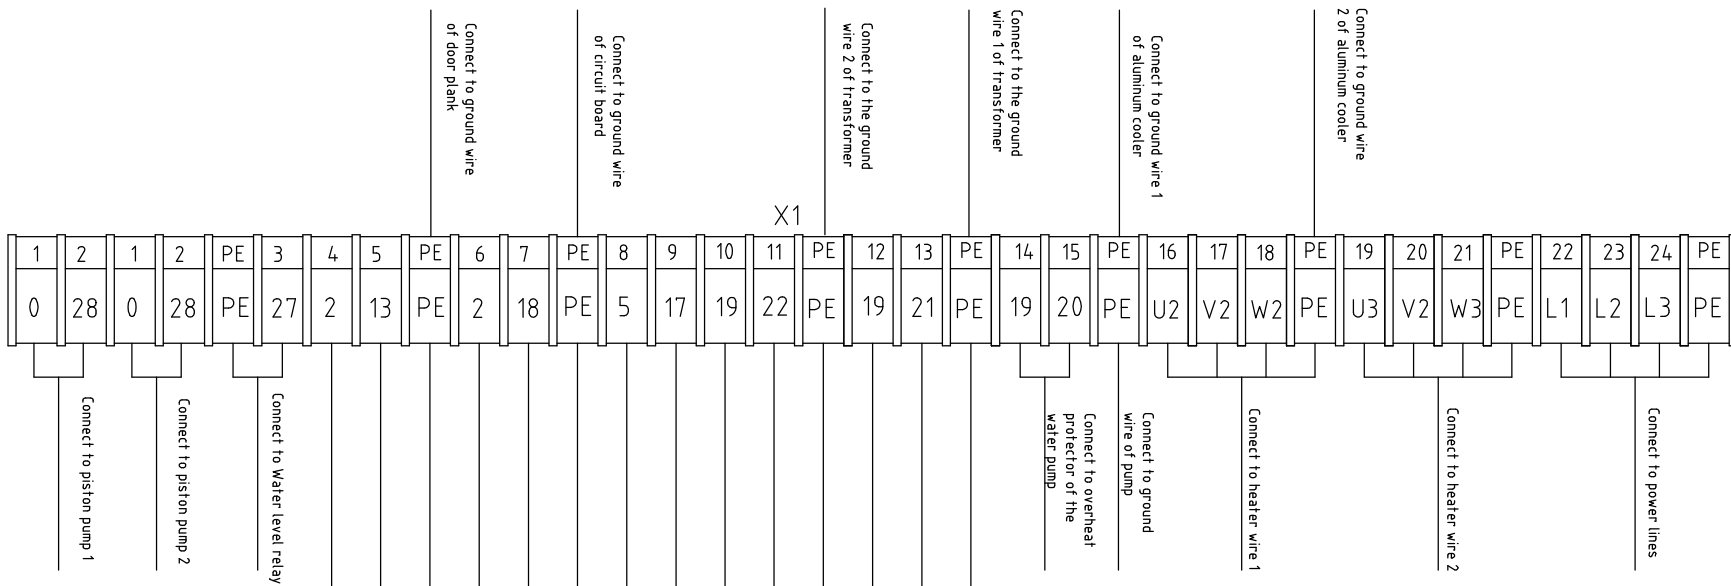 Connect to ground wire
of door plank
Connect to ground wire
of circuit board
Connect to the ground
wire 2 of transformer
Connect to the ground
wire 1 of transformer
Connect to ground wire 1
of aluminum cooler
Connect to ground wire
2 of aluminum cooler
X1
1 2 1 2 PE 3 4 5 PE 6 7 PE 8 9 10 11 PE 12 13 PE 14 15 PE 16 17 18 PE 19 20 21 PE 22 23 24 PE
0 28 0 28 PE 27 2 13 PE 2 18 PE 5 17 19 22 PE 19 21 PE 19 20 PE U2 V2 W2 PE U3 V2 W3 PE L1 L2 L3 PE
Connect to piston pump 1
Connect to piston pump 2
Connect to Water level relay
Connect to overheat
protector of the
water pump
Connect to ground
wire of pump
Connect to heater wire 1
Connect to heater wire 2
Connect to power lines